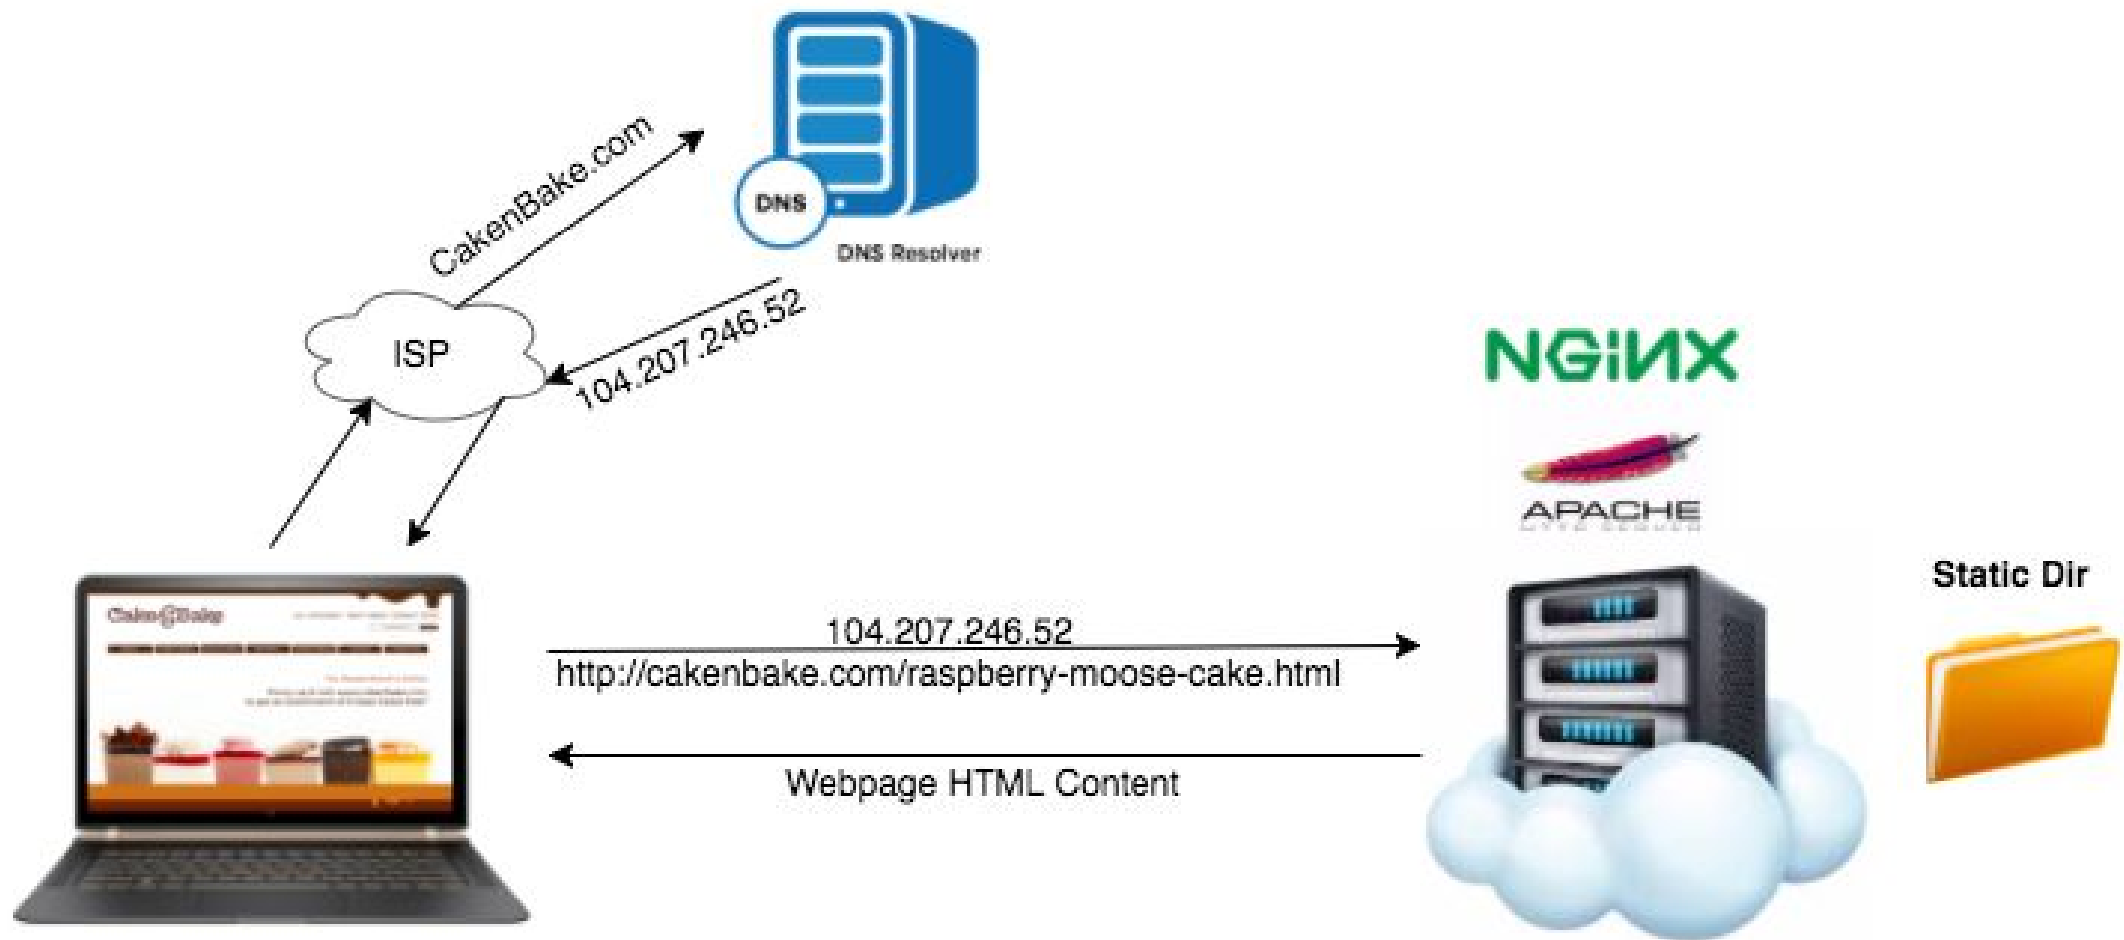 CakenBake.com
DNS
DNS Resolver
104.207.246.52
ISP
NGiNX
APACHE
Static Dir
104.207.246.52
http://cakenbake.com/raspberry-moose-cake.html
Webpage HTML Content